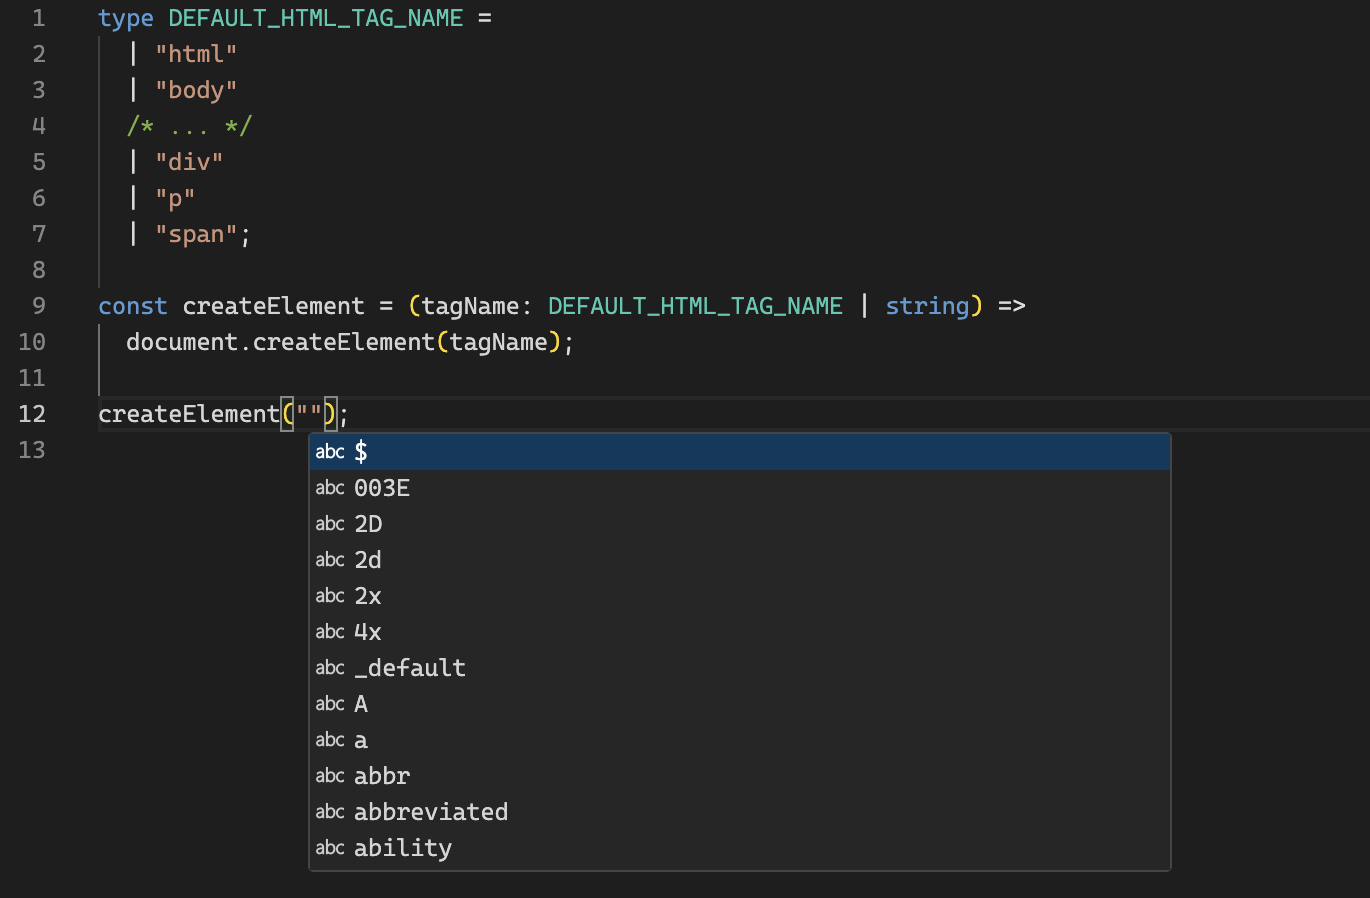 1 type DEFAULT_HTML_TAG_NAME =
2 | "html"
3 | "body"
4 /* ... */
5 | "div"
6 | "p"
7 | "span";
8
9 const createElement = (tagName: DEFAULT_HTML_TAG_NAME | string) =>
10 document.createElement(tagName);
11
12 createElement("");
13
abc $
abc 003E
abc 2D
abc 2d
abc 2x
abc 4x
abc _default
abc A
abc a
abc abbr
abc abbreviated
abc ability